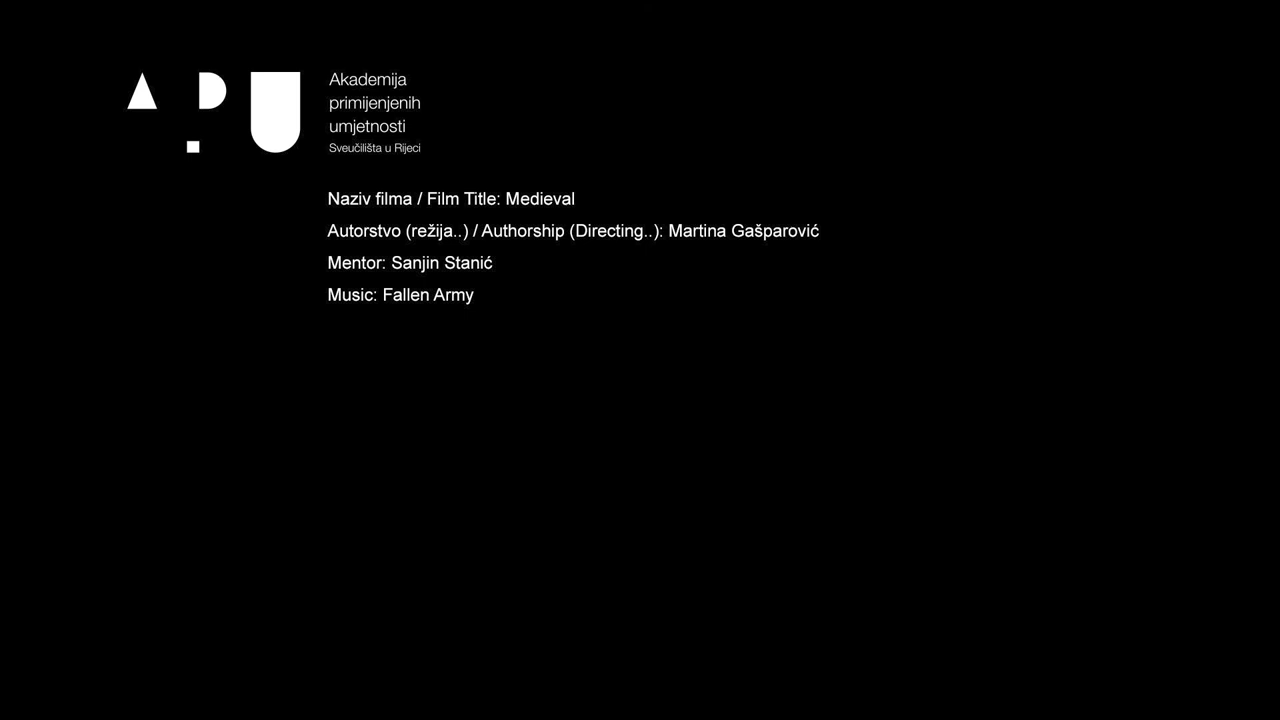 APU
Akademija
primijenjenih
umjetnosti
Sveučilišta u Rijeci
Naziv filma / Film Title: Medieval
Autorstvo (režija..) / Authorship (Directing..): Martina Gašparović
Mentor: Sanjin Stanić
Music: Fallen Army